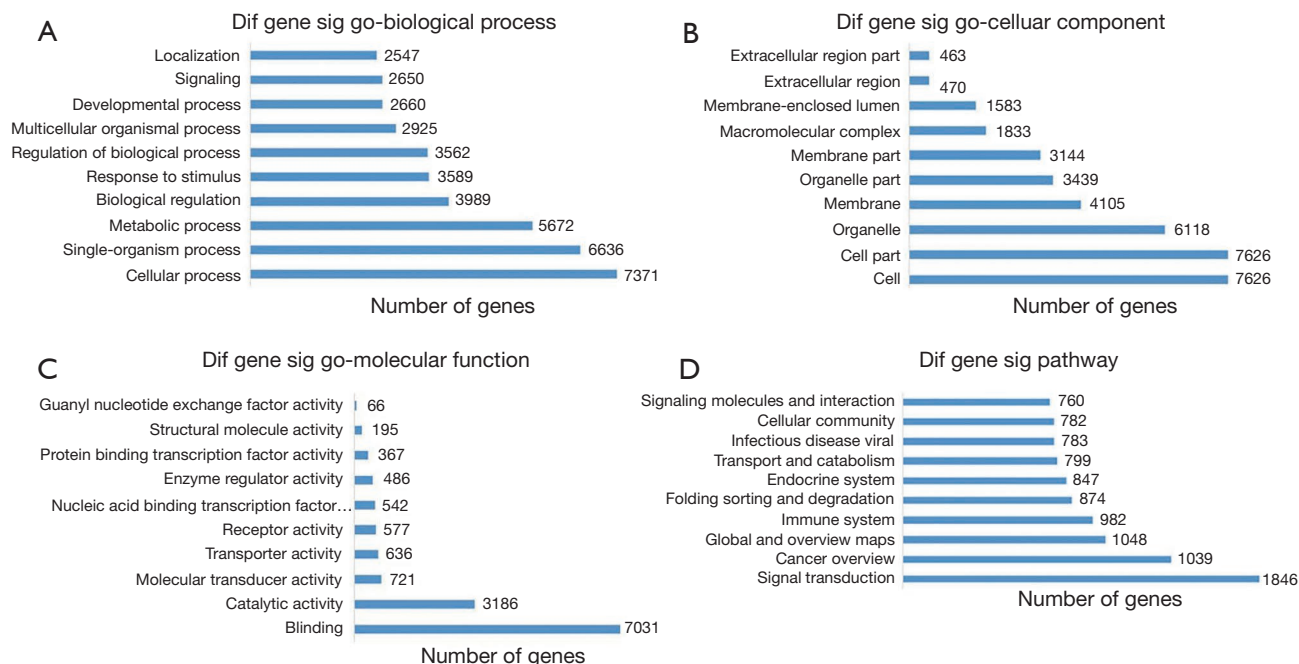 A
Dif gene sig go-biological process
Localization 2547
Signaling 2650
Developmental process 2660
Multicellular organismal process 2925
Regulation of biological process 3562
Response to stimulus 3589
Biological regulation 3989
Metabolic process 5672
Single-organism process 6636
Cellular process 7371
Number of genes
B
Dif gene sig go-celluar component
Extracellular region part 463
Extracellular region 470
Membrane-enclosed lumen 1583
Macromolecular complex 1833
Membrane part 3144
Organelle part 3439
Membrane 4105
Organelle 6118
Cell part 7626
Cell 7626
Number of genes
C
Dif gene sig go-molecular function
Guanyl nucleotide exchange factor activity 66
Structural molecule activity 195
Protein binding transcription factor activity 367
Enzyme regulator activity 486
Nucleic acid binding transcription factor... 542
Receptor activity 577
Transporter activity 636
Molecular transducer activity 721
Catalytic activity 3186
Blinding 7031
Number of genes
D
Dif gene sig pathway
Signaling molecules and interaction 760
Cellular community 782
Infectious disease viral 783
Transport and catabolism 799
Endocrine system 847
Folding sorting and degradation 874
Immune system 982
Global and overview maps 1048
Cancer overview 1039
Signal transduction 1846
Number of genes